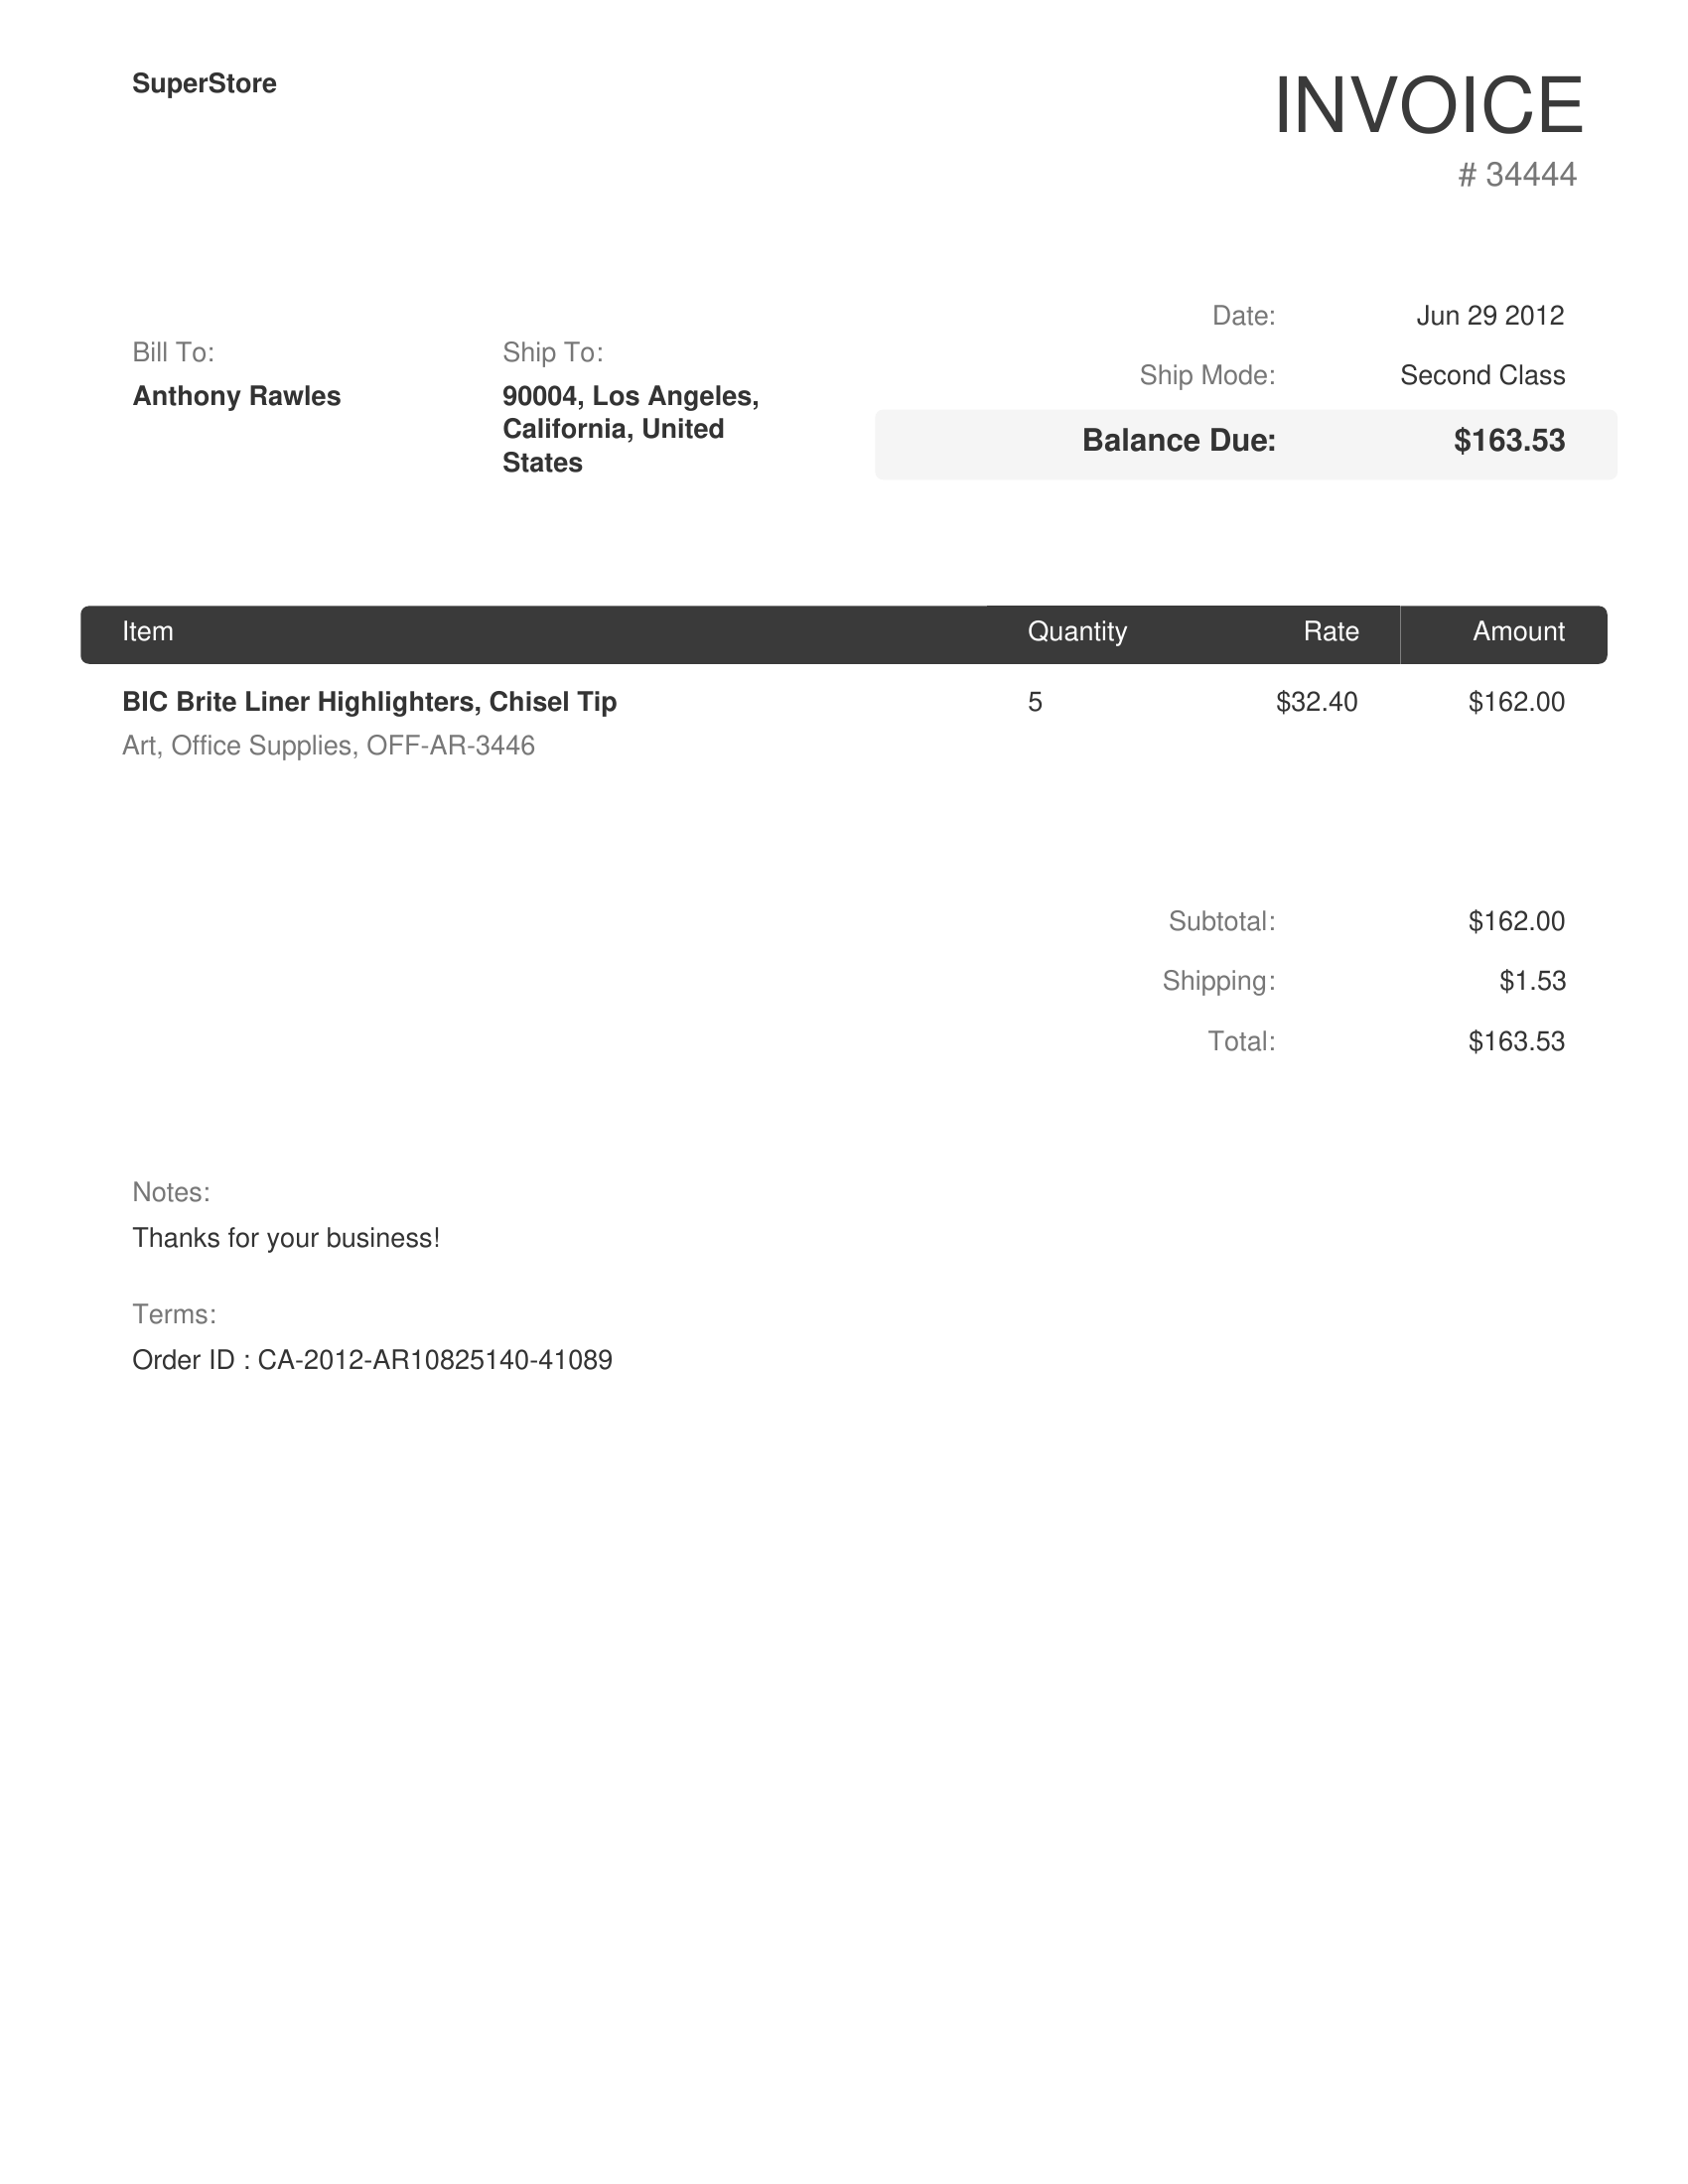 SuperStore
INVOICE
# 34444
Date: Jun 29 2012
Ship Mode: Second Class
Balance Due: $163.53
Bill To:
Anthony Rawles
Ship To:
90004, Los Angeles,
California, United
States
Item Quantity Rate Amount
BIC Brite Liner Highlighters, Chisel Tip 5 $32.40 $162.00
Art, Office Supplies, OFF-AR-3446
Subtotal: $162.00
Shipping: $1.53
Total: $163.53
Notes:
Thanks for your business!
Terms:
Order ID : CA-2012-AR10825140-41089